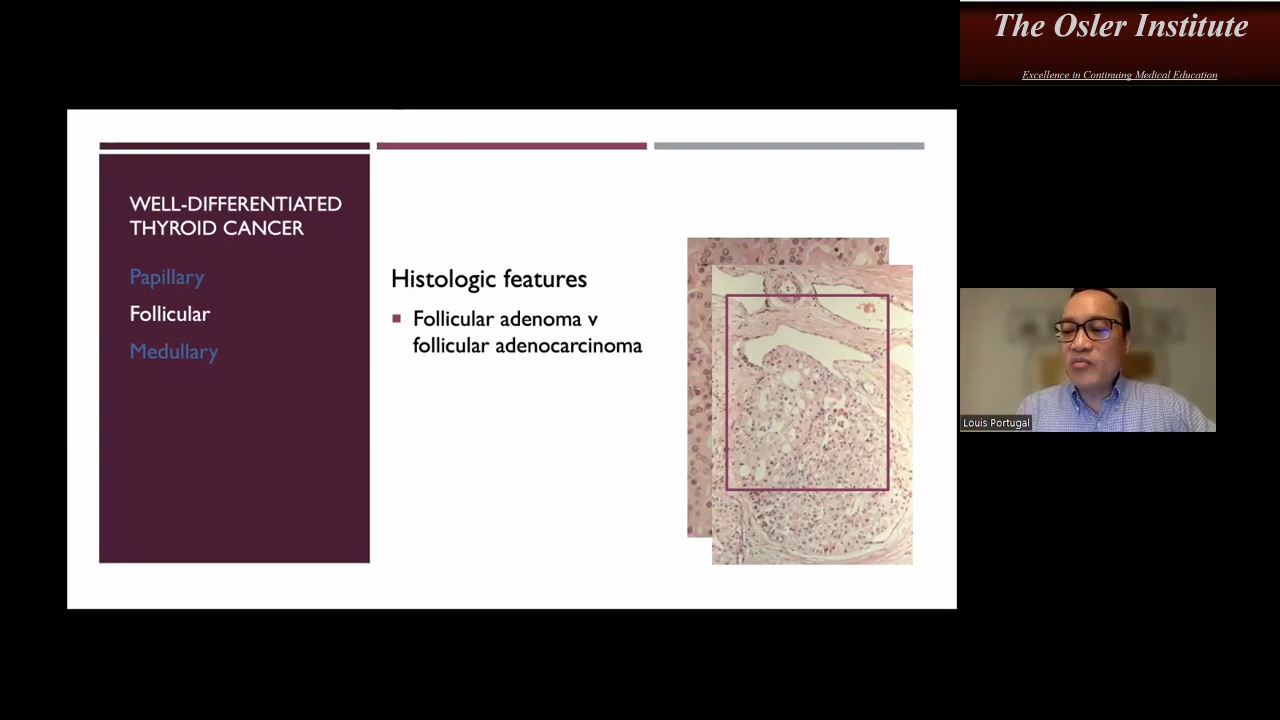 The Osler Institute
Excellence in Continuing Medical Education
WELL-DIFFERENTIATED
THYROID CANCER
Papillary
Follicular
Medullary
Histologic features
Follicular adenoma v
follicular adenocarcinoma
Louis Portugal